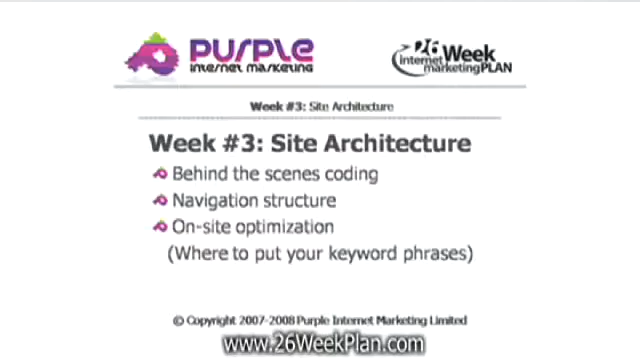 PURPLE
internet marketing
26 Week
internet
marketingPLAN
Week #3: Site Architecture
Week #3: Site Architecture
Behind the scenes coding
Navigation structure
On-site optimization
(Where to put your keyword phrases)
© Copyright 2007-2008 Purple Internet Marketing Limited
www.26WeekPlan.com